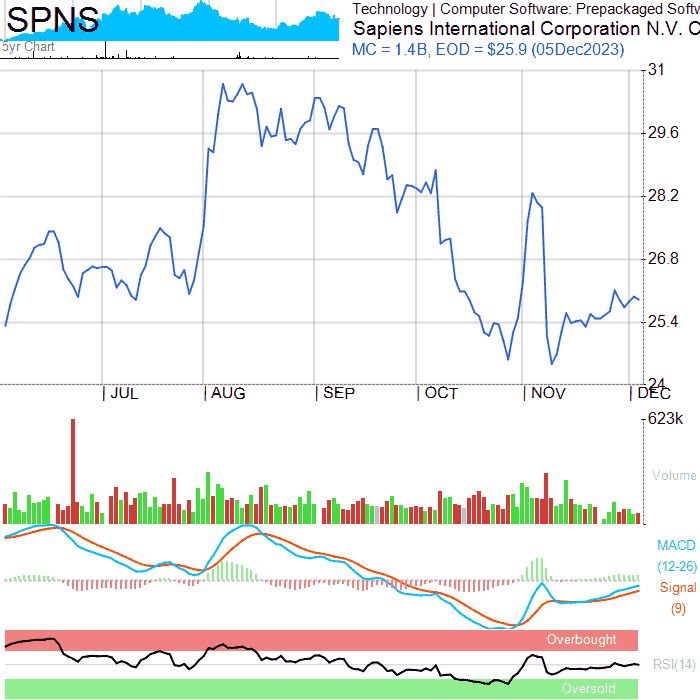 SPNS
5yr Chart
Technology | Computer Software: Prepackaged Softw
Sapiens International Corporation N.V. C
MC = 1.4B, EOD = $25.9 (05Dec2023)
31
29.6
28.2
26.8
25.4
24
JUL
AUG
SEP
OCT
NOV
DEC
623k
Volume
MACD
(12-26)
Signal
(9)
Overbought
RSI(14)
Oversold